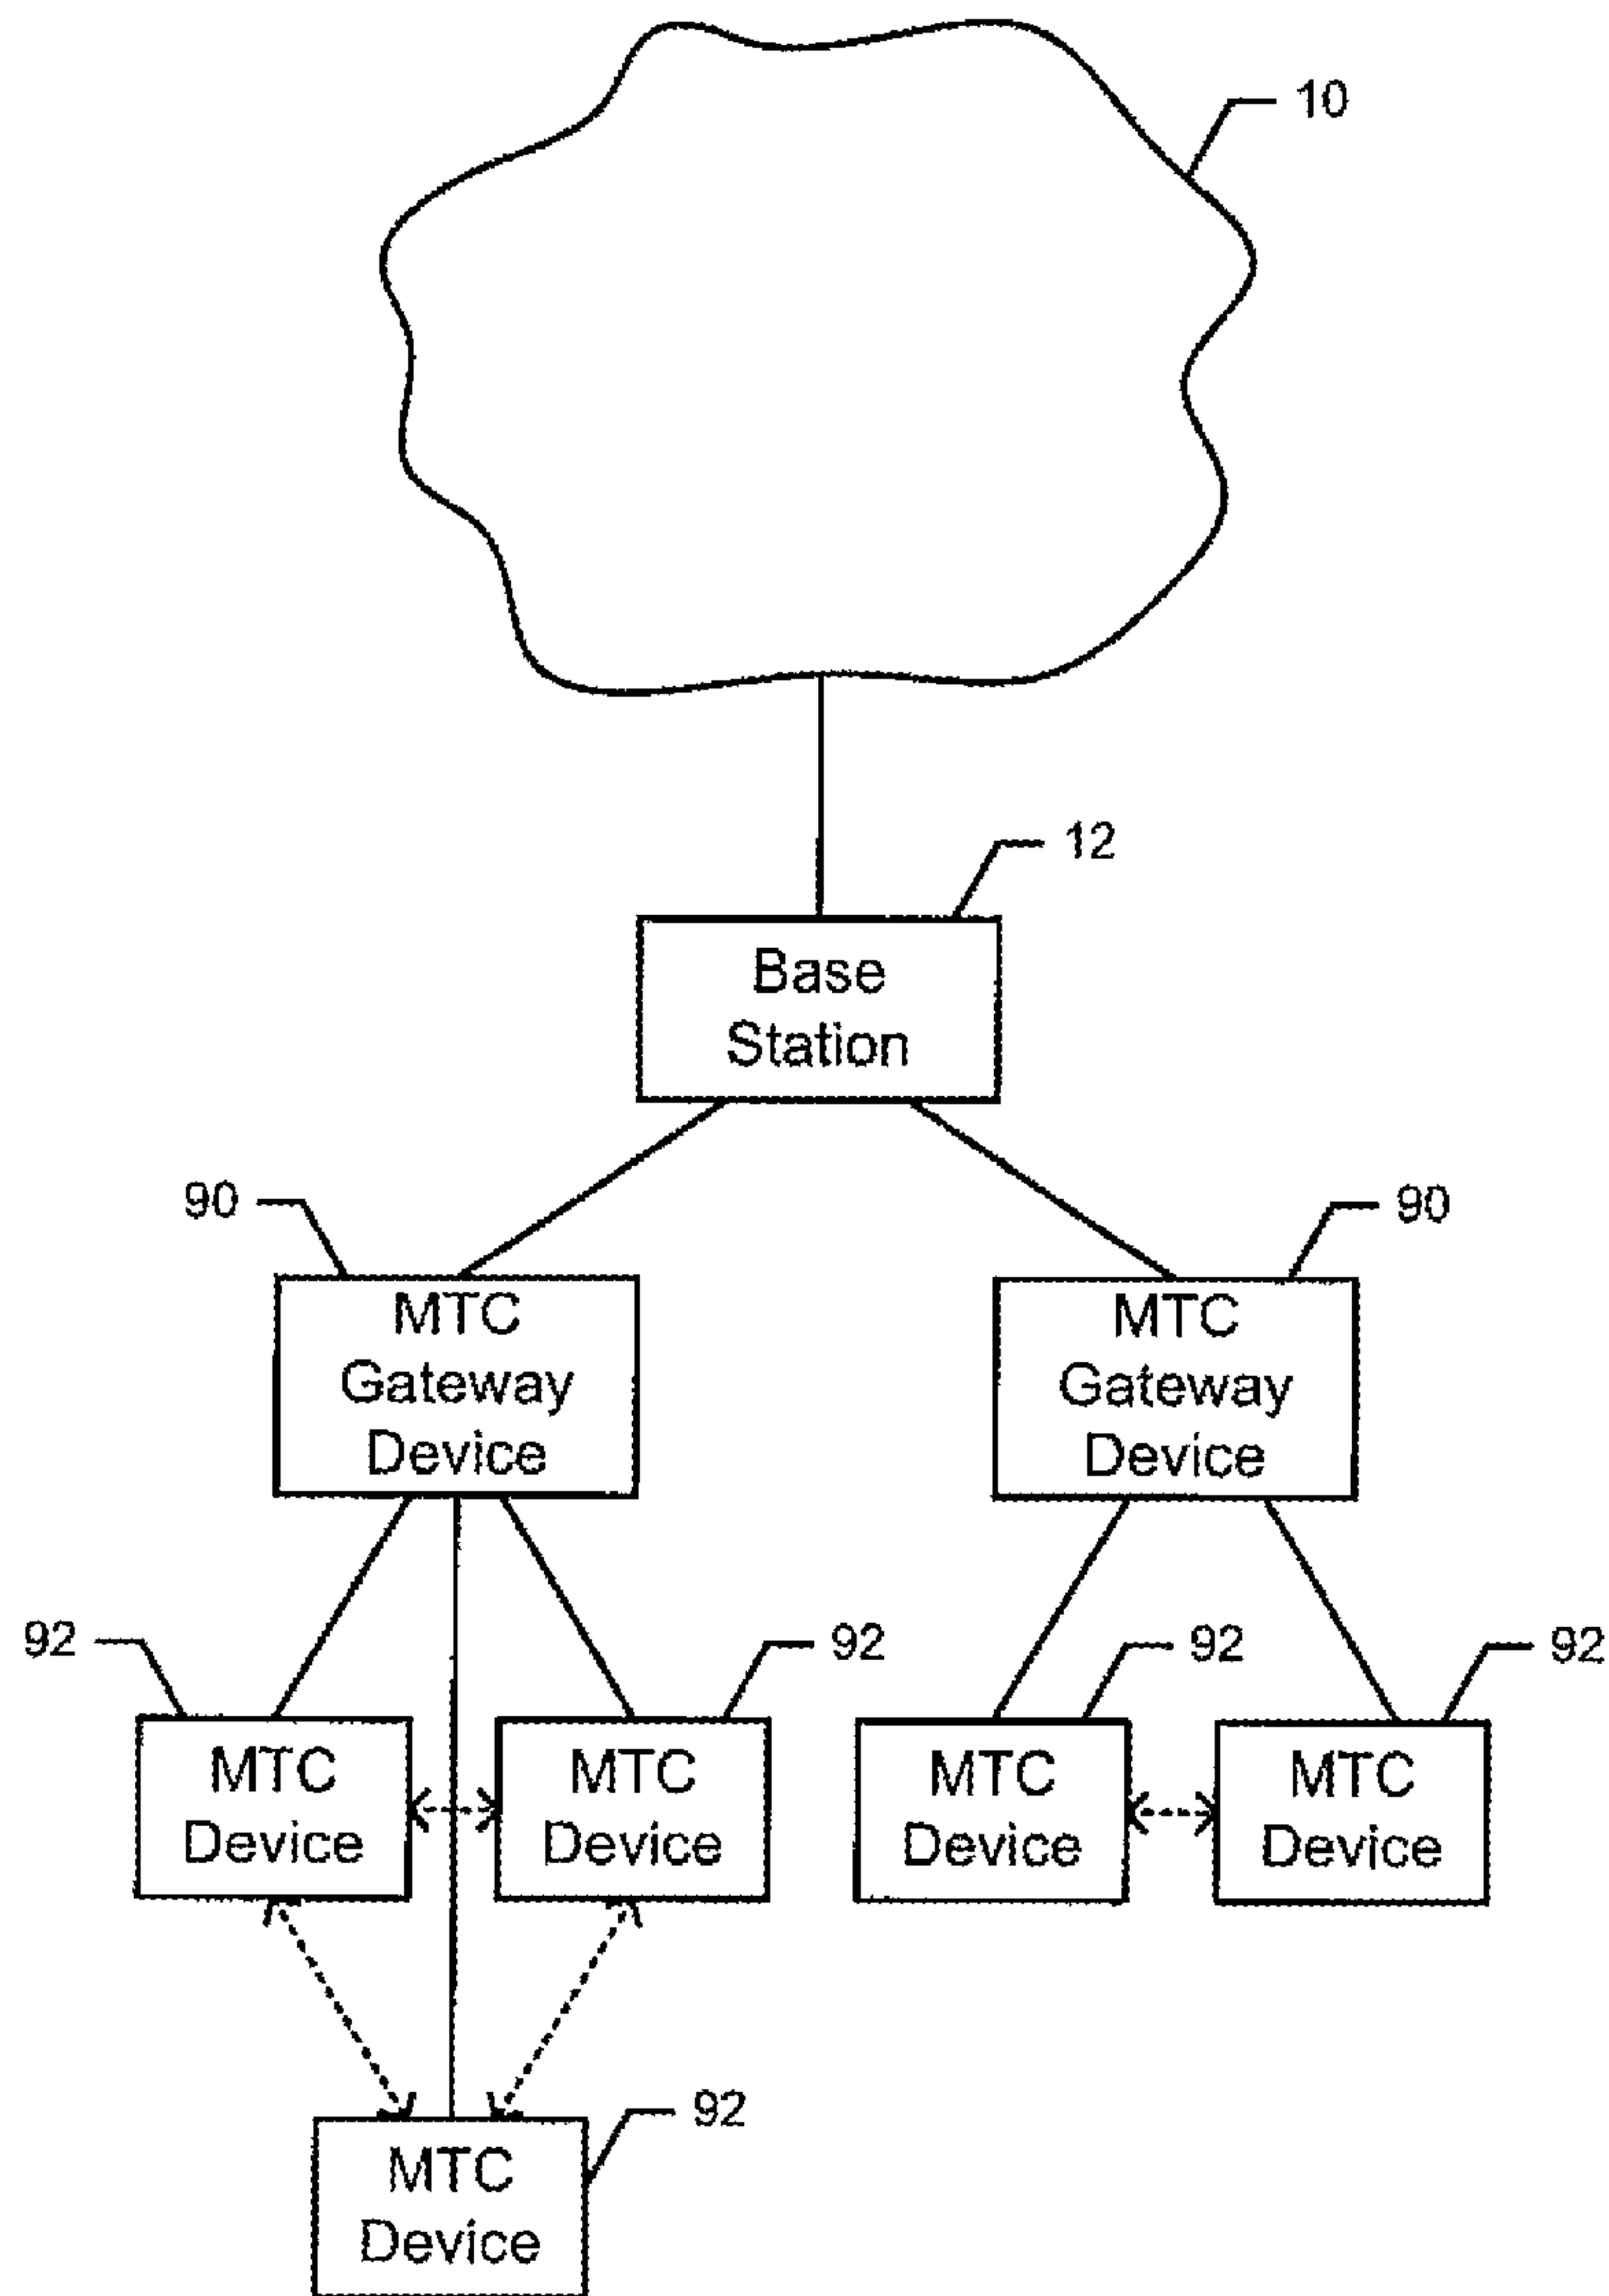 10
12
Base
Station
90
90
MTC
Gateway
Device
MTC
Gateway
Device
92
92
92
92
MTC
Device
MTC
Device
MTC
Device
MTC
Device
92
MTC
Device